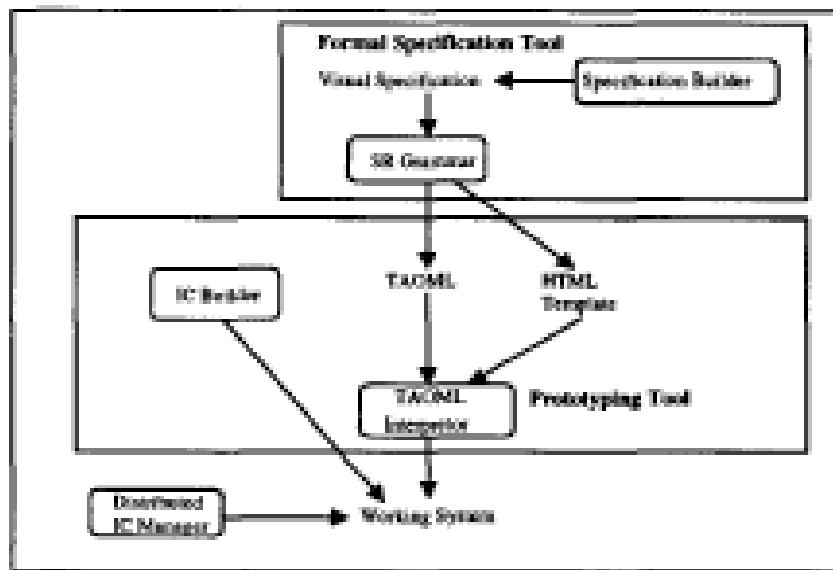 Formal Specification Tool
Visual Specification
Specification Builder
SR Grammar
TAOML
HTML
Template
IC Builder
TAOML
Interpretor
Prototyping Tool
Distributed
IC Manager
Working System